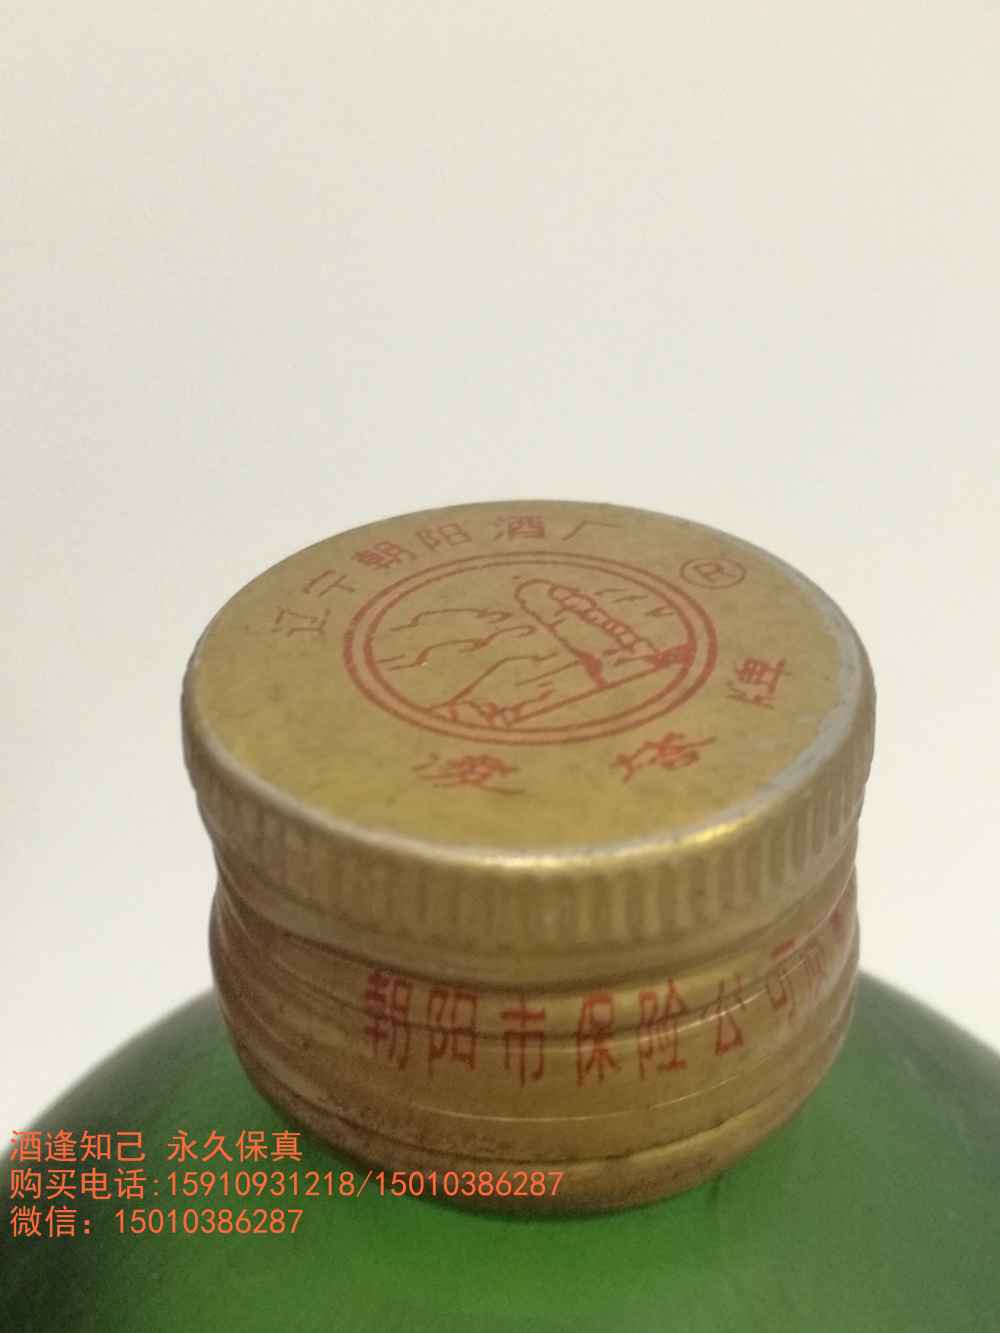 辽宁朝阳酒厂
R
凌塔牌
朝阳市保险公司
酒逢知己 永久保真
购买电话:15910931218/15010386287
微信：15010386287